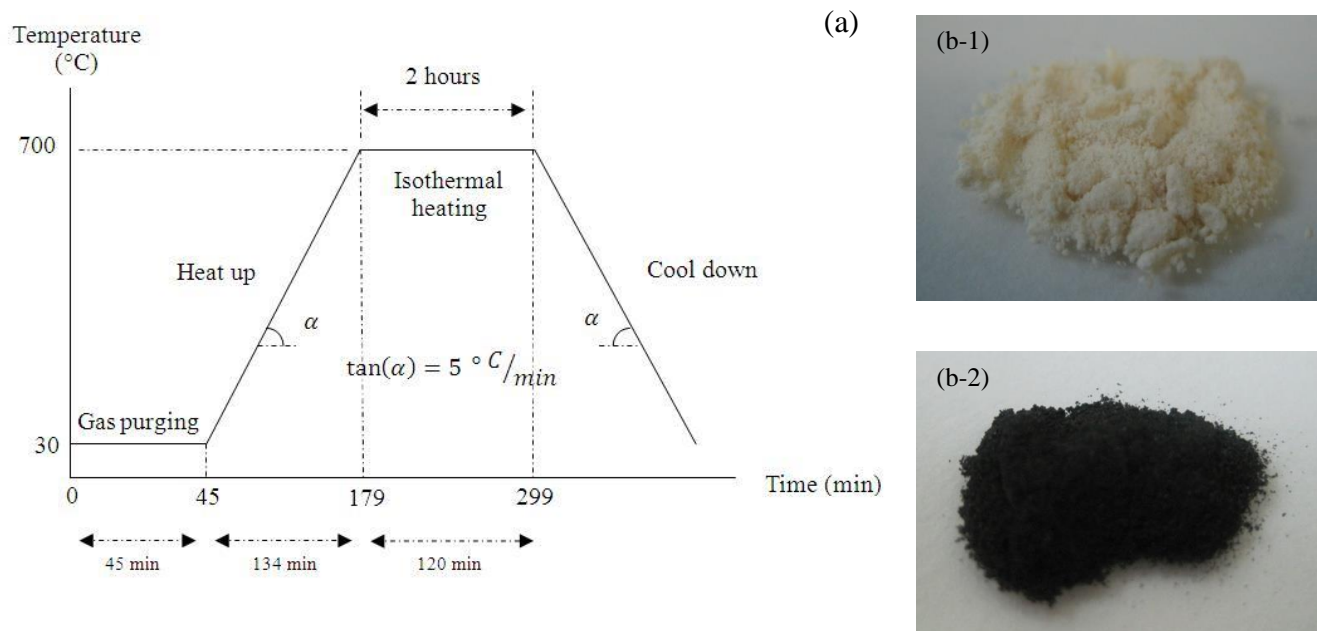 (a)
Temperature
(°C)
2 hours
700
Isothermal
heating
Heat up
Cool down
α
α
tan(α) = 5 °C/min
Gas purging
30
0
45
179
299
Time (min)
45 min
134 min
120 min
(b-1)
(b-2)